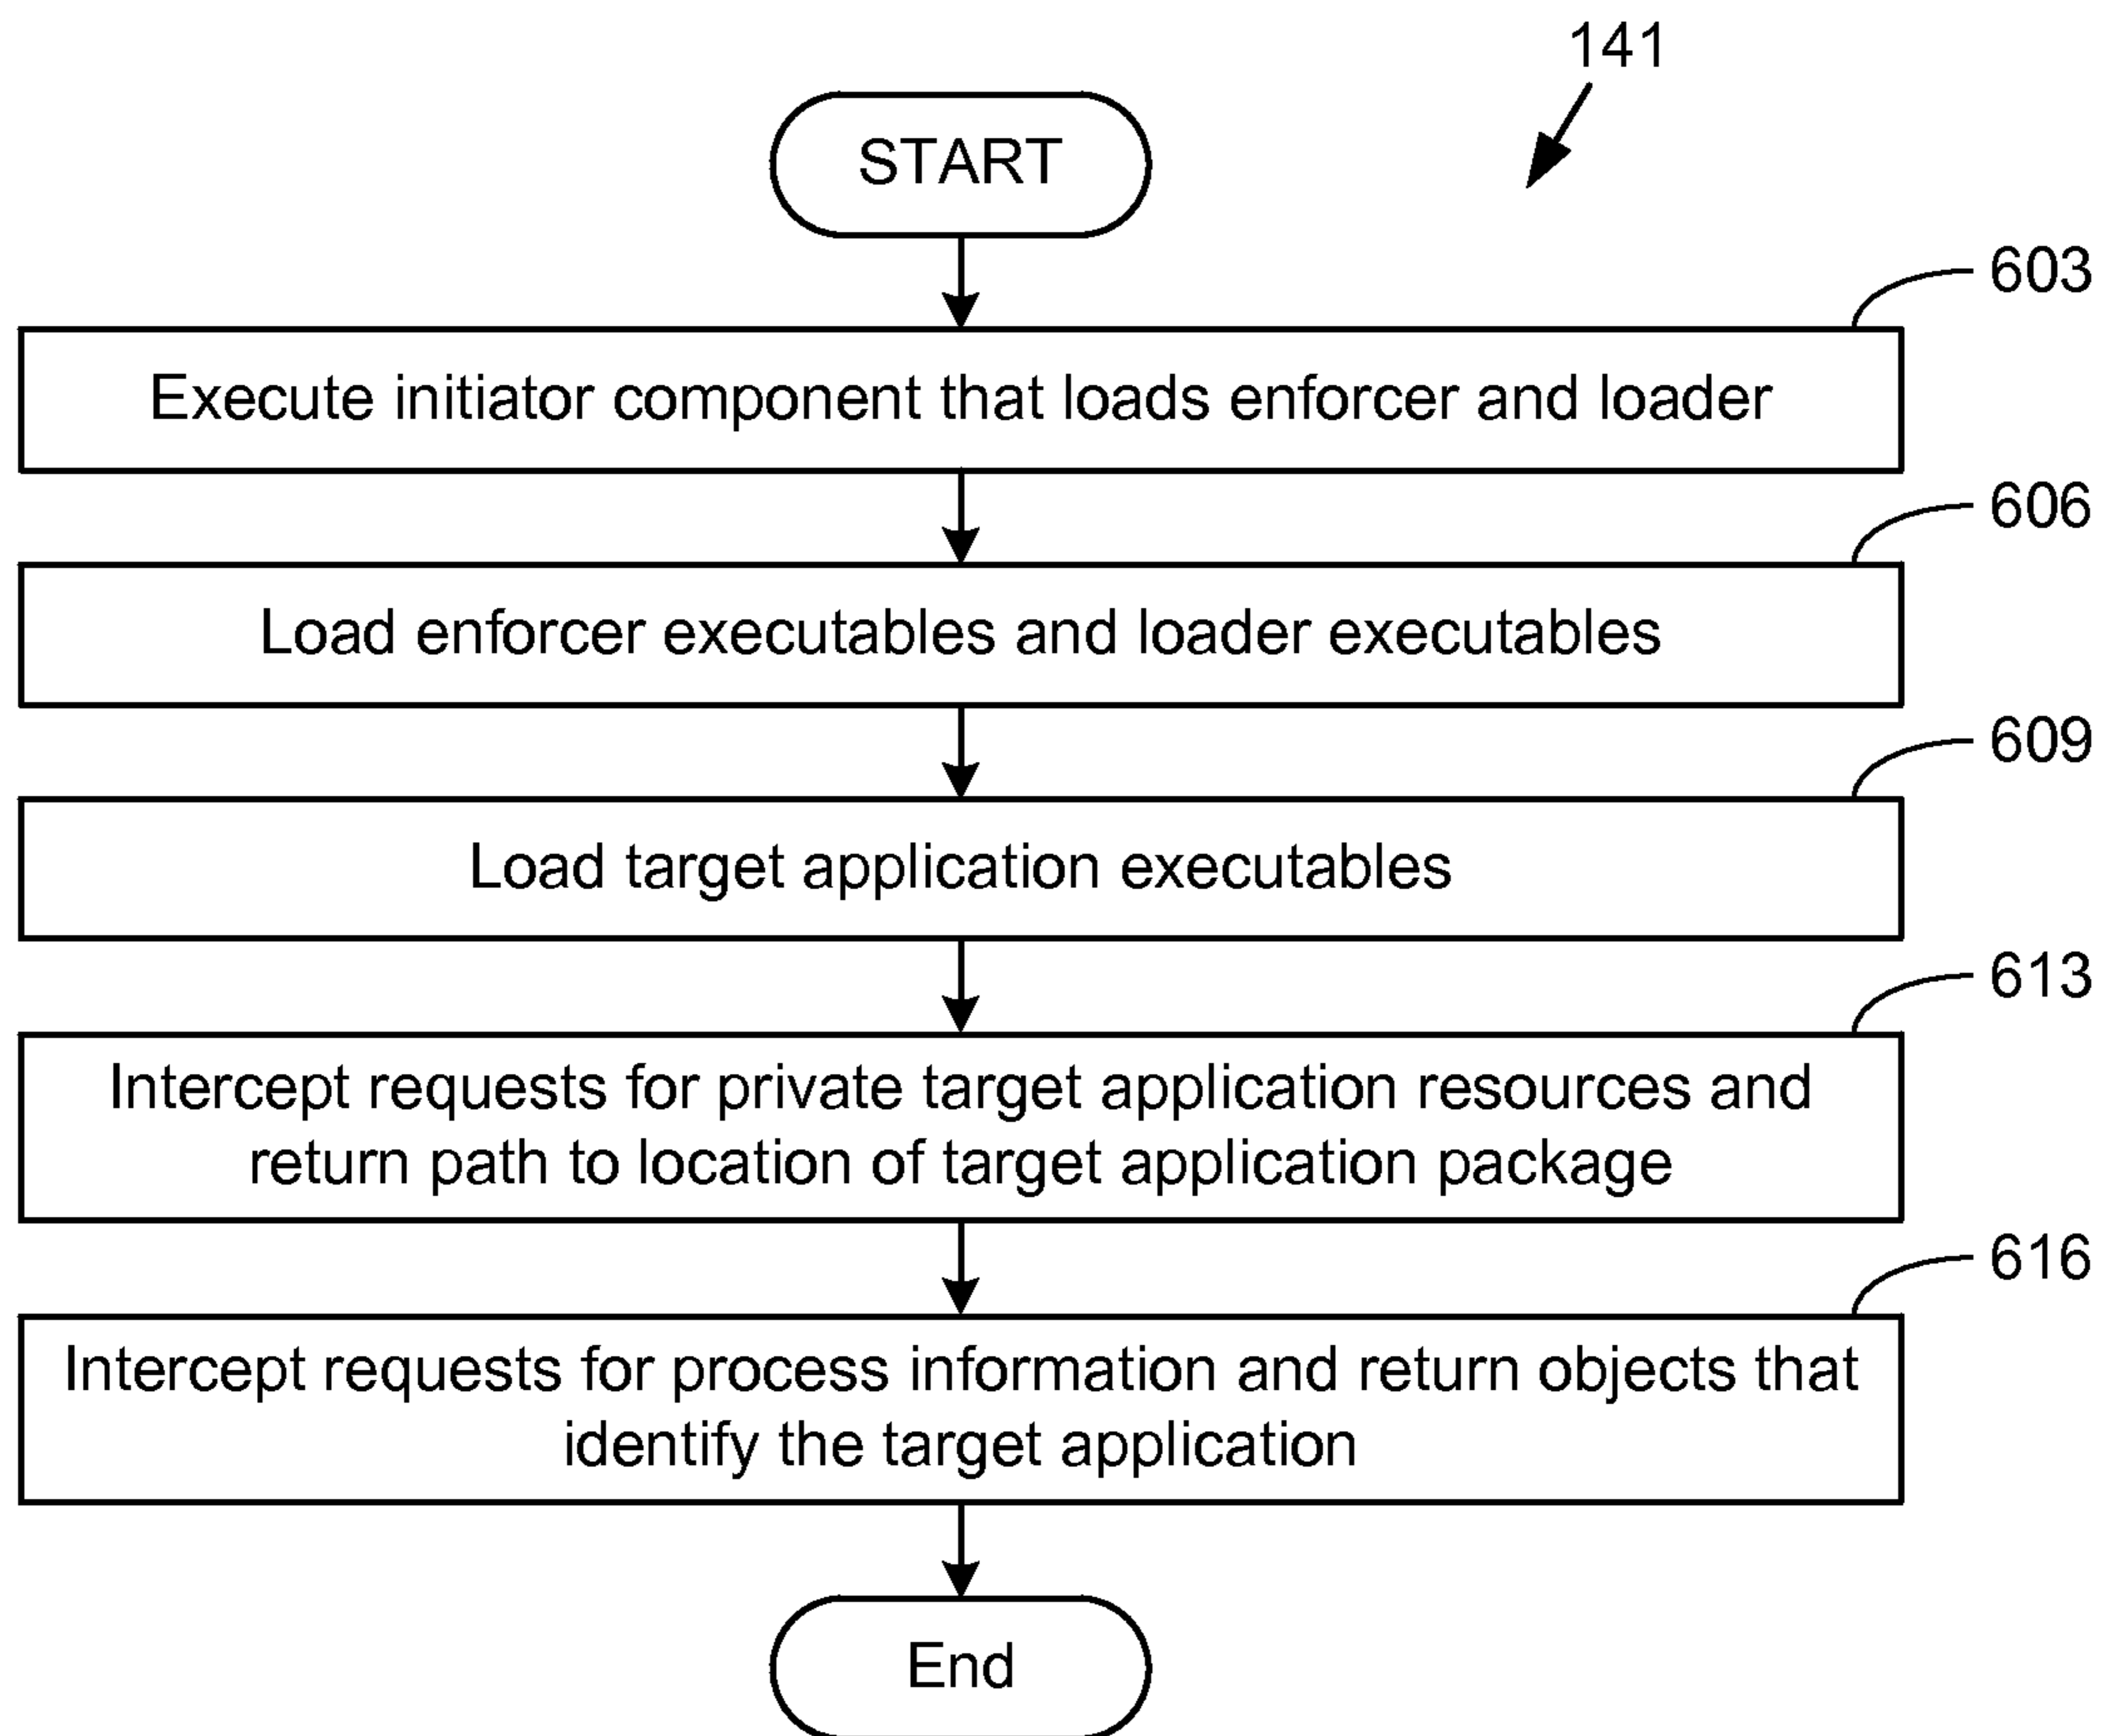 141
START
603
Execute initiator component that loads enforcer and loader
606
Load enforcer executables and loader executables
609
Load target application executables
613
Intercept requests for private target application resources and
return path to location of target application package
616
Intercept requests for process information and return objects that
identify the target application
End